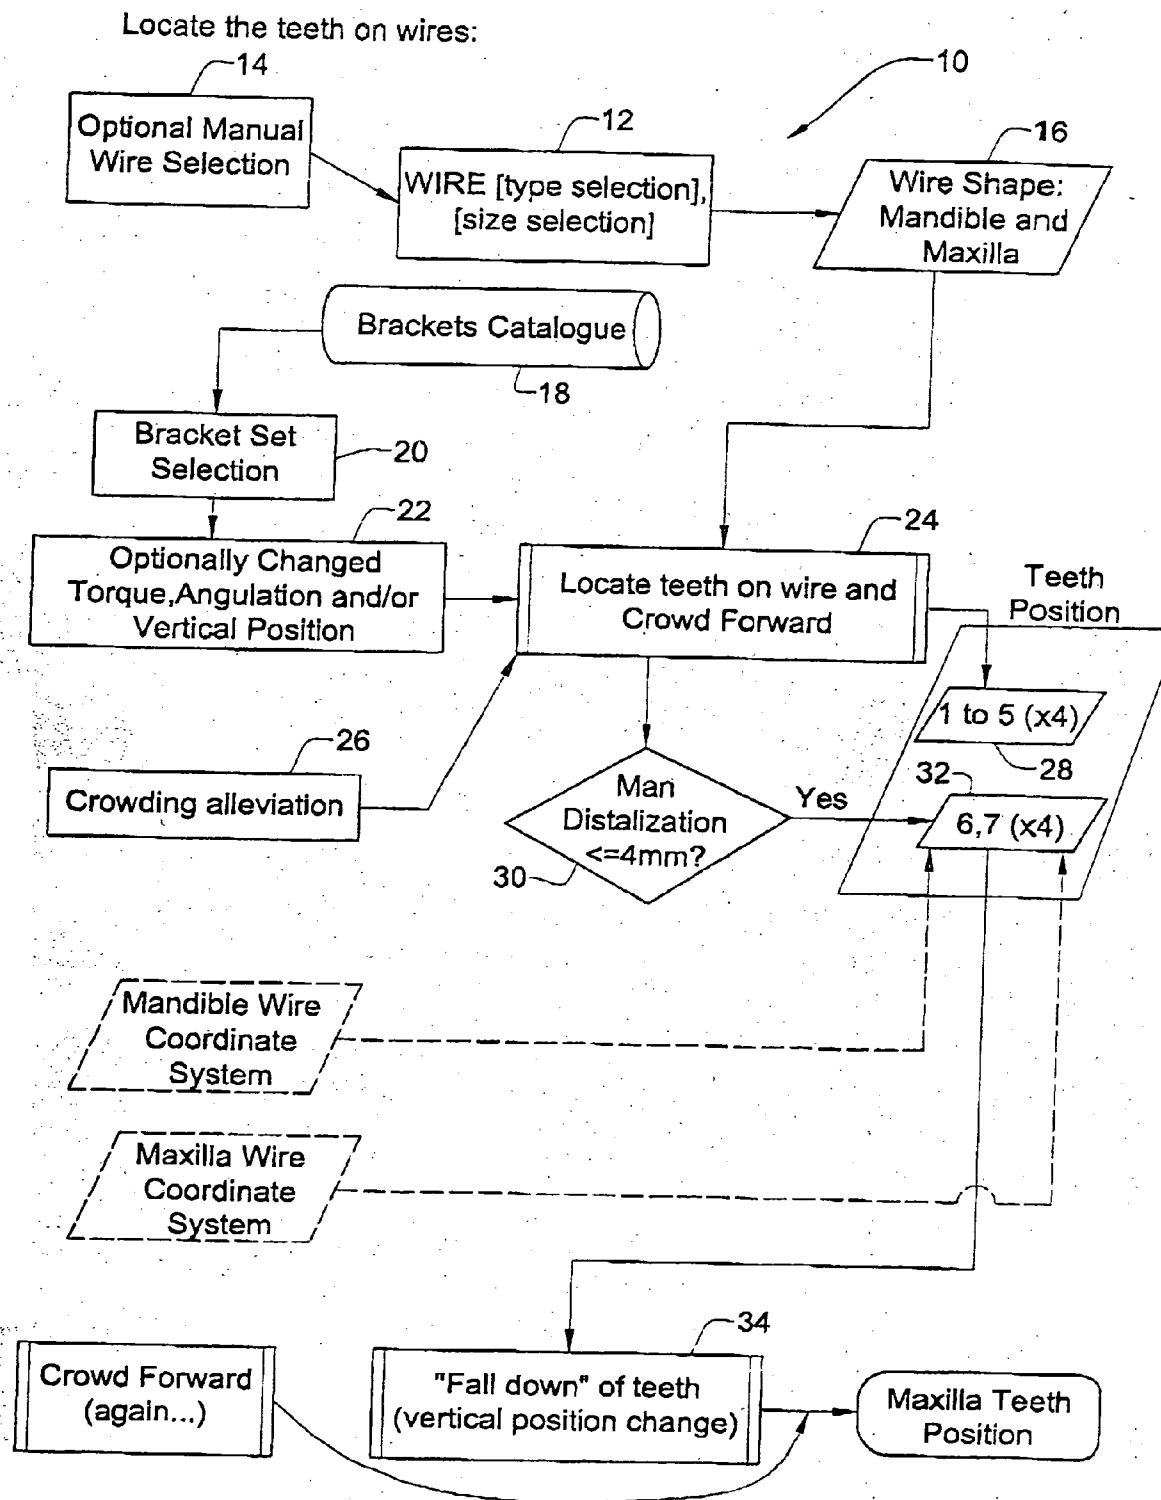 Locate the teeth on wires:
14
10
Optional Manual
Wire Selection
12
WIRE [type selection],
[size selection]
16
Wire Shape:
Mandible and
Maxilla
Brackets Catalogue
18
Bracket Set
Selection
20
22
Optionally Changed
Torque,Angulation and/or
Vertical Position
24
Locate teeth on wire and
Crowd Forward
Teeth
Position
1 to 5 (x4)
28
26
Crowding alleviation
Man
Distalization
<=4mm?
30
Yes
32
6,7 (x4)
Mandible Wire
Coordinate
System
Maxilla Wire
Coordinate
System
34
Crowd Forward
(again...)
"Fall down" of teeth
(vertical position change)
Maxilla Teeth
Position